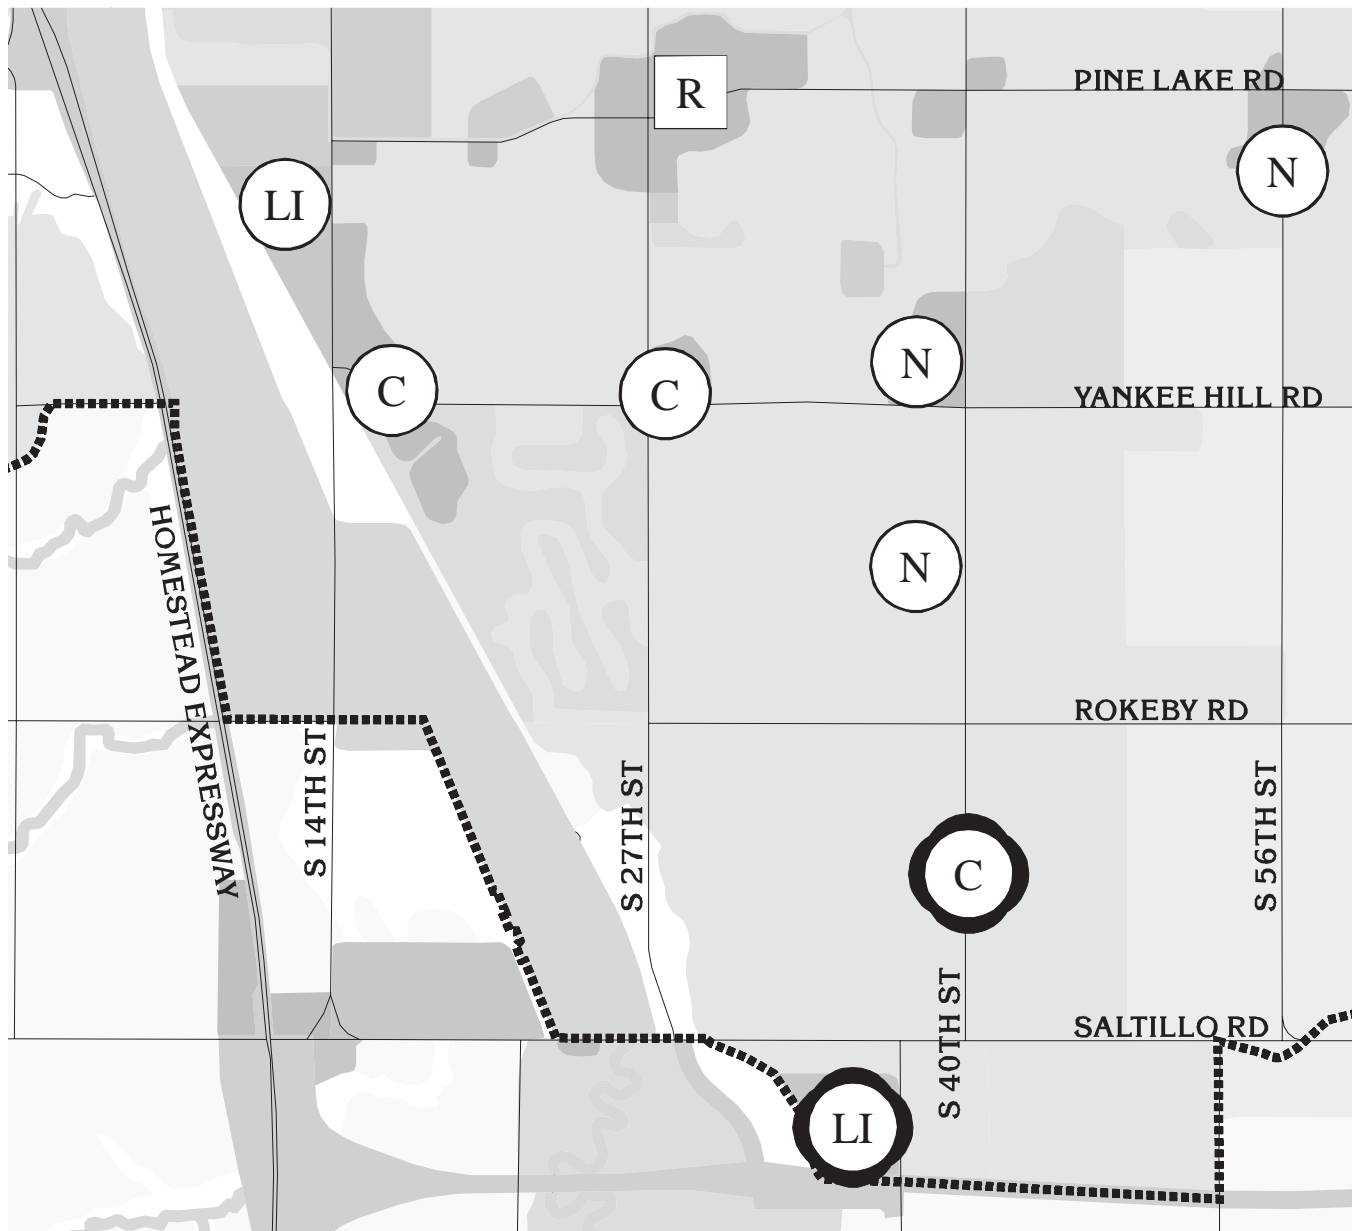 PINE LAKE RD
R
N
LI
N
C
C
YANKEE HILL RD
N
HOMESTEAD EXPRESSWAY
ROKEBY RD
S 14TH ST
S 27TH ST
S 56TH ST
C
S 40TH ST
SALTILLO RD
LI